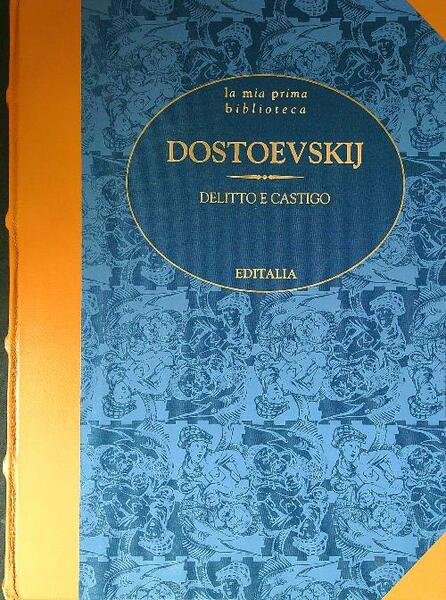 la mia prima
biblioteca
DOSTOEVSKIJ
DELITTO E CASTIGO
EDITALIA